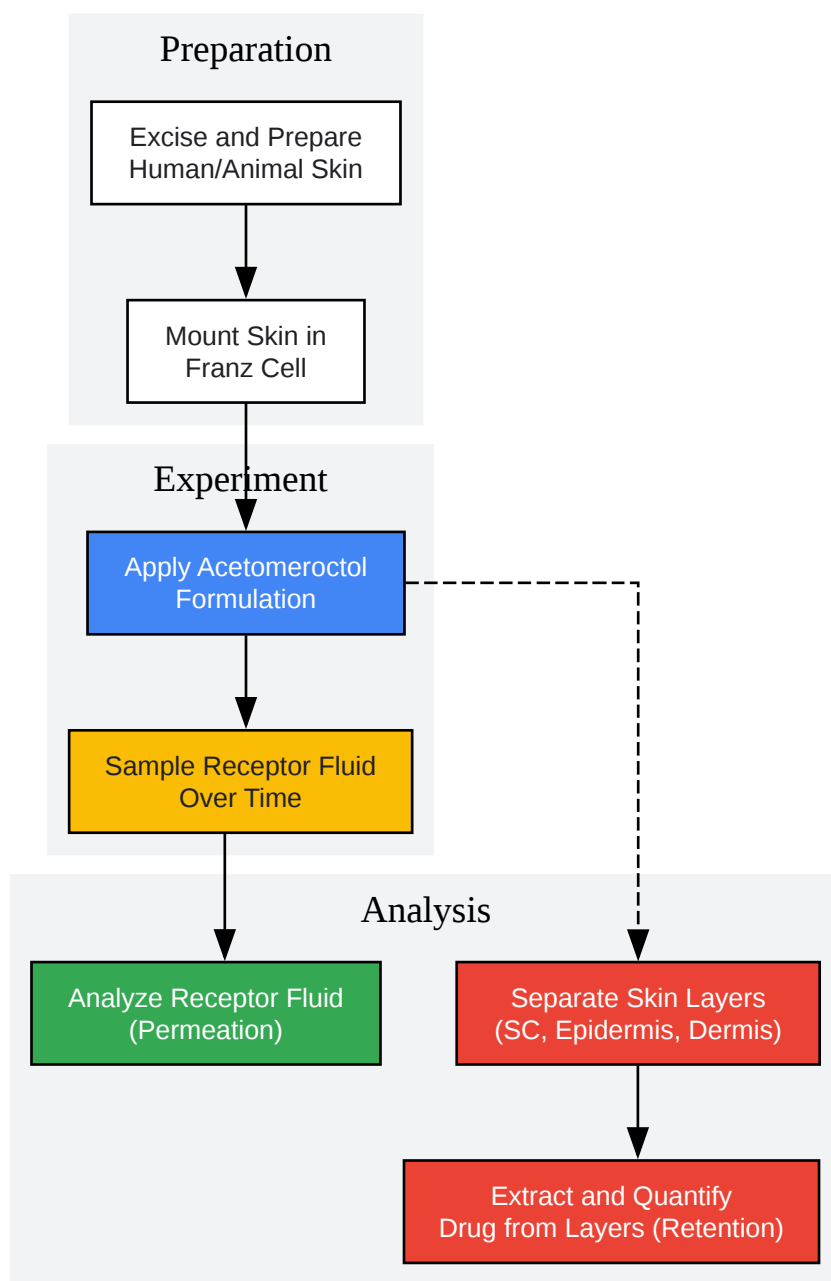 Preparation
Excise and Prepare
Human/Animal Skin
Mount Skin in
Franz Cell
Experiment
Apply Acetomeroctol
Formulation
Sample Receptor Fluid
Over Time
Analysis
Analyze Receptor Fluid
(Permeation)
Separate Skin Layers
(SC, Epidermis, Dermis)
Extract and Quantify
Drug from Layers (Retention)